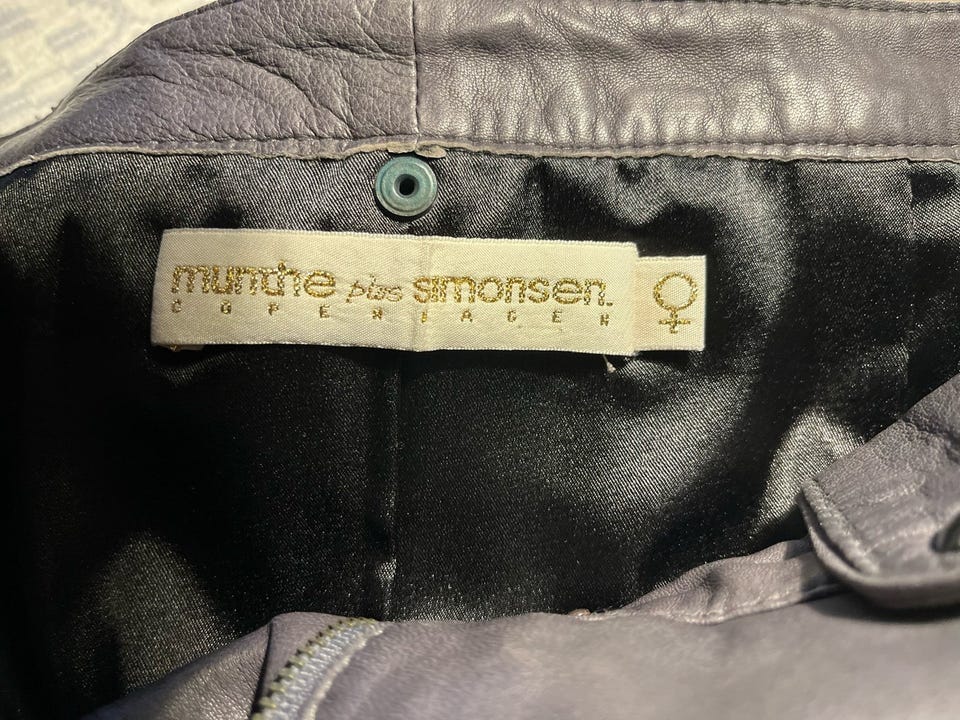 munthe plus simonsen.
COPENHAGEN
♀